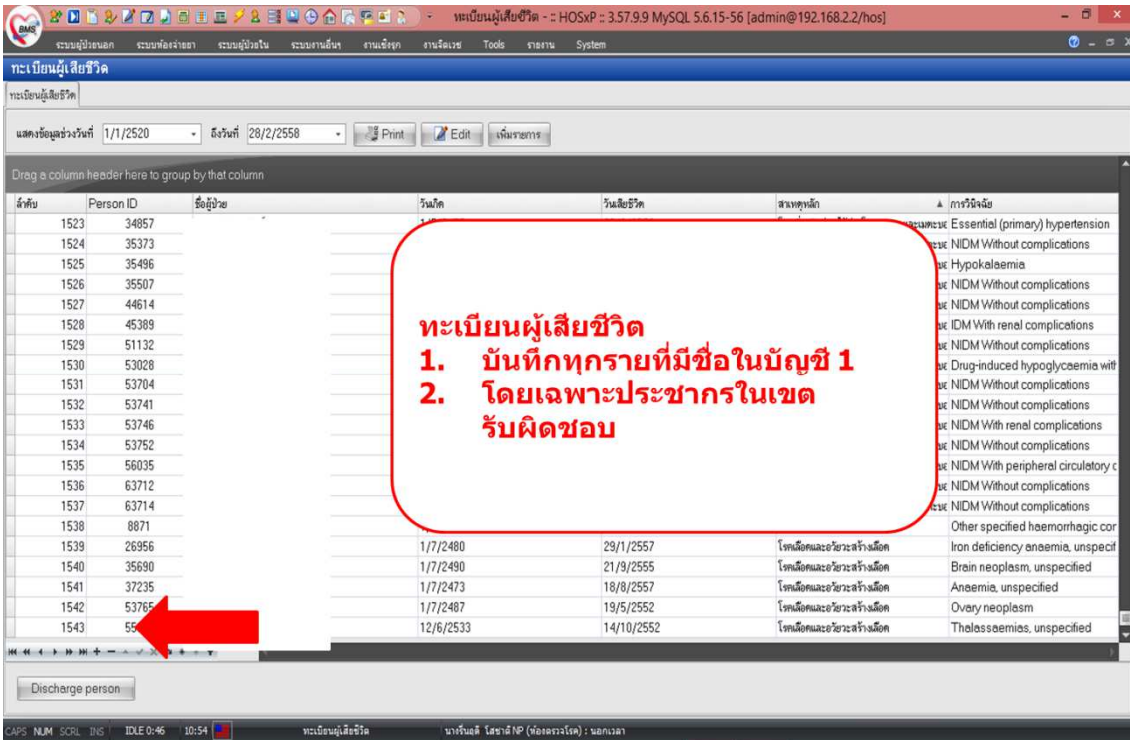 BMS
ทะเบียนผู้เสียชีวิต - :: HOSxP :: 3.57.9.9 MySQL 5.6.15-56 [admin@192.168.2.2/hos]
ระบบผู้ป่วยนอก ระบบห้องจ่ายยา ระบบผู้ป่วยใน ระบบงานอื่นๆ งานเชิงรุก งานจิตเวช Tools รายงาน System
ทะเบียนผู้เสียชีวิต
ทะเบียนผู้เสียชีวิต
แสดงข้อมูลช่วงวันที่ 1/1/2520 ถึงวันที่ 28/2/2558 Print Edit เพิ่มรายการ
Drag a column header here to group by that column
ลำดับ Person ID ชื่อผู้ป่วย วันเกิด วันเสียชีวิต สาเหตุหลัก การวินิจฉัย
1523 34857 Essential (primary) hypertension
1524 35373 NIDM Without complications
1525 35496 Hypokalaemia
1526 35507 NIDM Without complications
1527 44614 NIDM Without complications
1528 45389 IDM With renal complications
1529 51132 NIDM Without complications
1530 53028 Drug-induced hypoglycaemia with
1531 53704 NIDM Without complications
1532 53741 NIDM Without complications
1533 53746 NIDM With renal complications
1534 53752 NIDM Without complications
1535 56035 NIDM With peripheral circulatory c
1536 63712 NIDM Without complications
1537 63714 NIDM Without complications
1538 8871 Other specified haemorrhagic cor
1539 26956 1/7/2480 29/1/2557 โรคเลือดและอวัยวะสร้างเลือด Iron deficiency anaemia, unspecif
1540 35690 1/7/2490 21/9/2555 โรคเลือดและอวัยวะสร้างเลือด Brain neoplasm, unspecified
1541 37235 1/7/2473 18/8/2557 โรคเลือดและอวัยวะสร้างเลือด Anaemia, unspecified
1542 53765 1/7/2487 19/5/2552 โรคเลือดและอวัยวะสร้างเลือด Ovary neoplasm
1543 55 12/6/2533 14/10/2552 โรคเลือดและอวัยวะสร้างเลือด Thalassaemias, unspecified
ทะเบียนผู้เสียชีวิต
1. บันทึกทุกรายที่มีชื่อในบัญชี 1
2. โดยเฉพาะประชากรในเขต
รับผิดชอบ
Discharge person
CAPS NUM SCRL INS IDLE 0:46 10:54 ทะเบียนผู้เสียชีวิต NP (ห้องตรวจโรค) : นอกเวลา